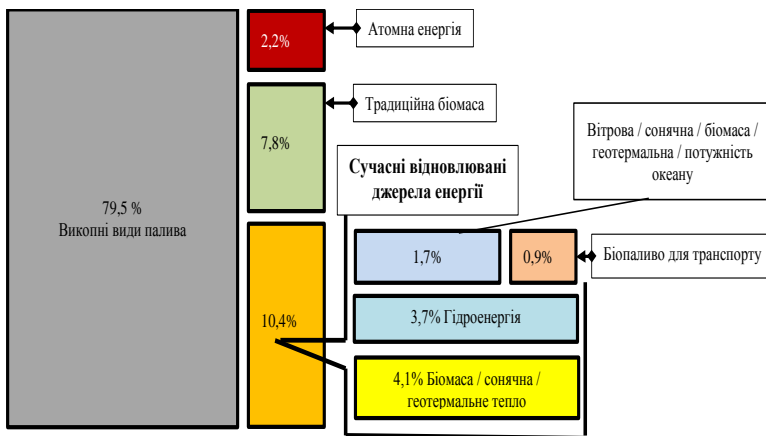 2,2%
Атомна енергія
7,8%
Традиційна біомаса
Вітрова / сонячна / біомаса /
геотермальна / потужність
океану
Сучасні відновлювані
джерела енергії
79,5 %
Викопні види палива
1,7%
0,9%
Біопаливо для транспорту
10,4%
3,7% Гідроенергія
4,1% Біомаса / сонячна /
геотермальне тепло